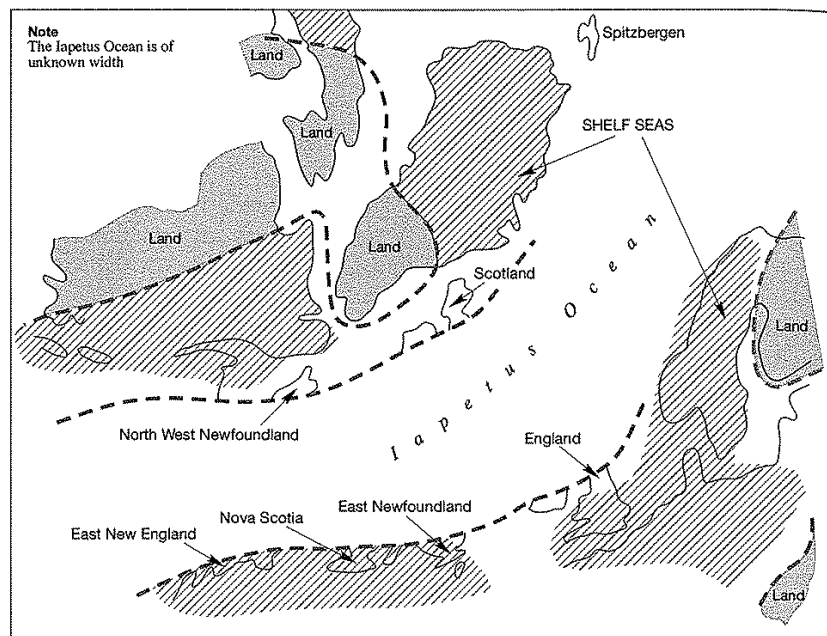 Note
The Iapetus Ocean is of
unknown width
Land
Spitzbergen
Land
SHELF SEAS
Land
Land
Scotland
Land
Iapetus Ocean
North West Newfoundland
England
East Newfoundland
Nova Scotia
East New England
Land